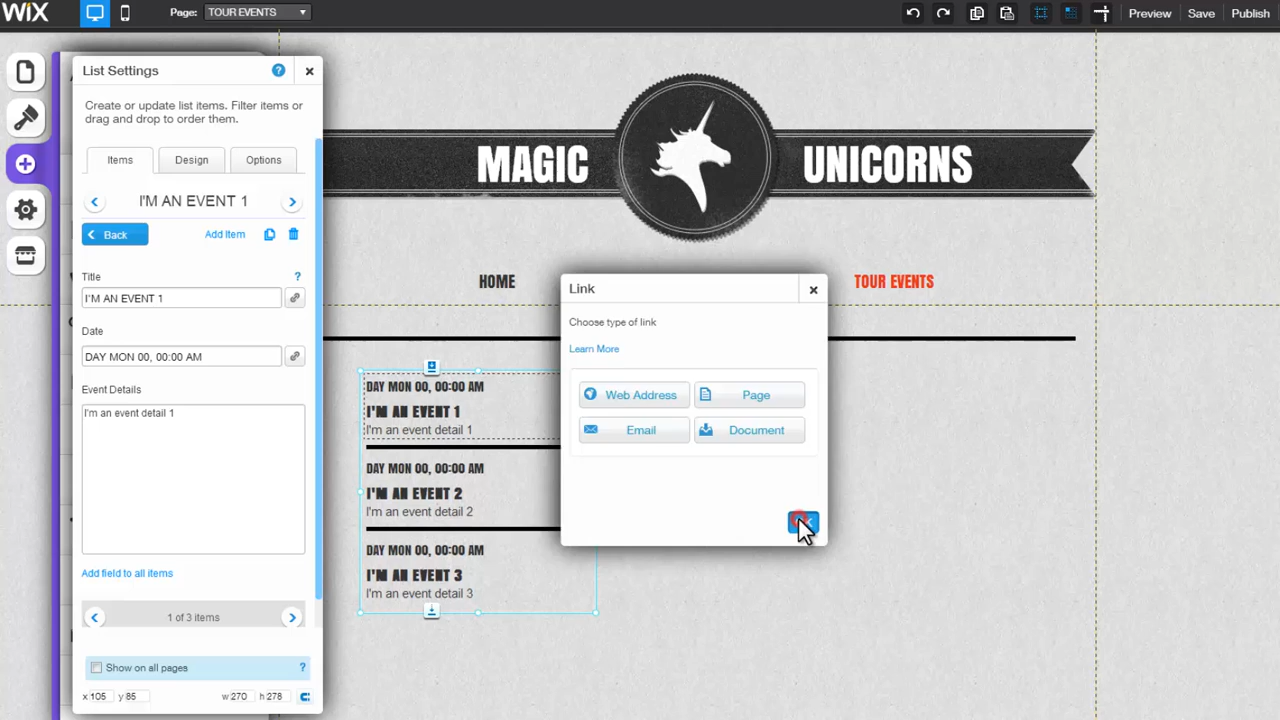 WiX
Page:
TOUR EVENTS
Preview
Save
Publish
List Settings
?
Create or update list items. Filter items or
drag and drop to order them.
Items
Design
Options
I'M AN EVENT 1
Back
Add Item
Title
?
I'M AN EVENT 1
Date
DAY MON 00, 00:00 AM
Event Details
I'm an event detail 1
Add field to all items
1 of 3 items
Show on all pages
?
x 105
y 85
w 270
h 276
MAGIC
UNICORNS
HOME
TOUR EVENTS
DAY MON 00, 00:00 AM
I'M AN EVENT 1
I'm an event detail 1
DAY MON 00, 00:00 AM
I'M AN EVENT 2
I'm an event detail 2
DAY MON 00, 00:00 AM
I'M AN EVENT 3
I'm an event detail 3
Link
Choose type of link
Learn More
Web Address
Page
Email
Document